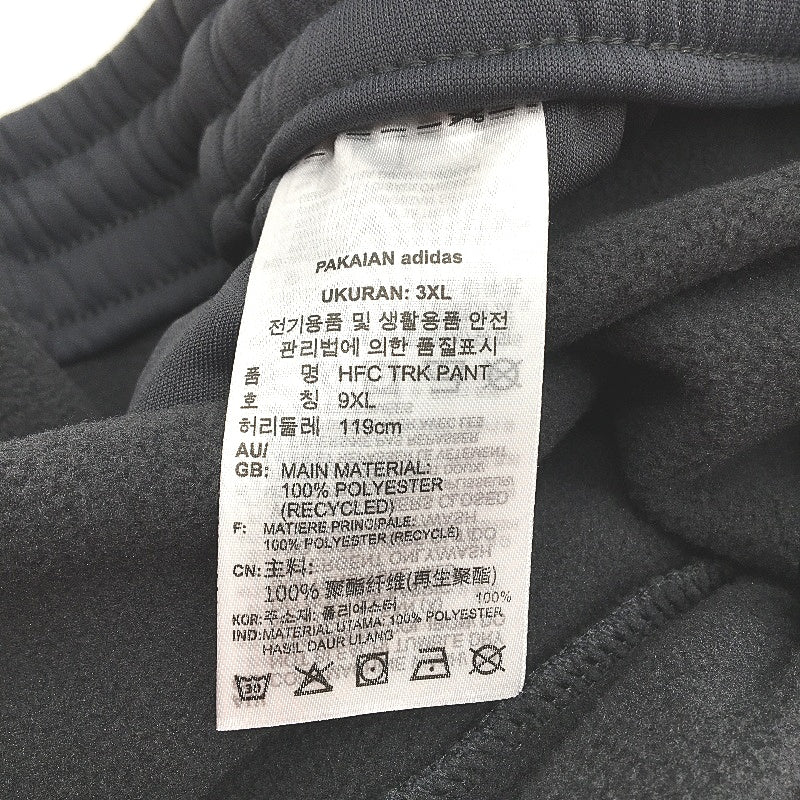 PAKAIAN adidas
UKURAN: 3XL
전기용품 및 생활용품 안전
관리법에 의한 품질표시
품 명 HFC TRK PANT
호 칭 9XL
허리둘레 119cm
AU/
GB: MAIN MATERIAL:
100% POLYESTER
(RECYCLED)
F: MATIERE PRINCIPALE:
100% POLYESTER (RECYCLÉ)
CN: 主料:
100% 聚酯纤维(再生聚酯)
KOR: 주소재: 폴리에스터 100%
IND: MATERIAL UTAMA: 100% POLYESTER
HASIL DAUR ULANG
30